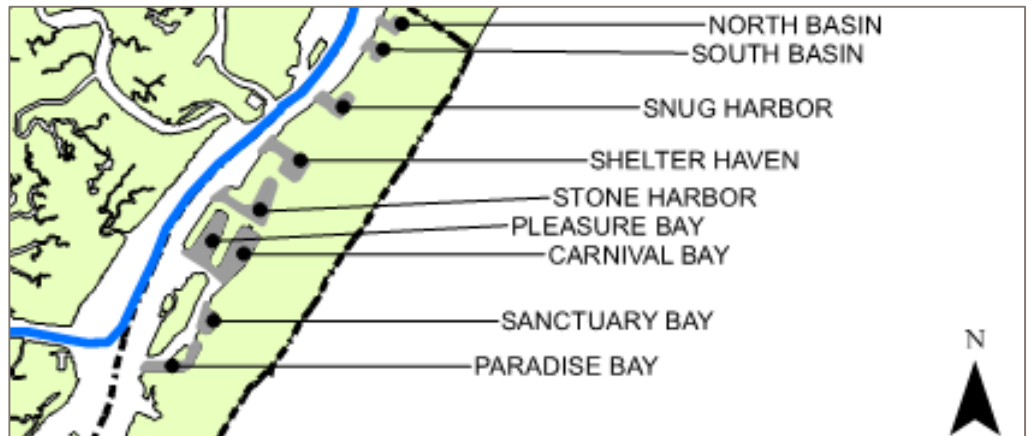 NORTH BASIN
SOUTH BASIN
SNUG HARBOR
SHELTER HAVEN
STONE HARBOR
PLEASURE BAY
CARNIVAL BAY
SANCTUARY BAY
N
PARADISE BAY